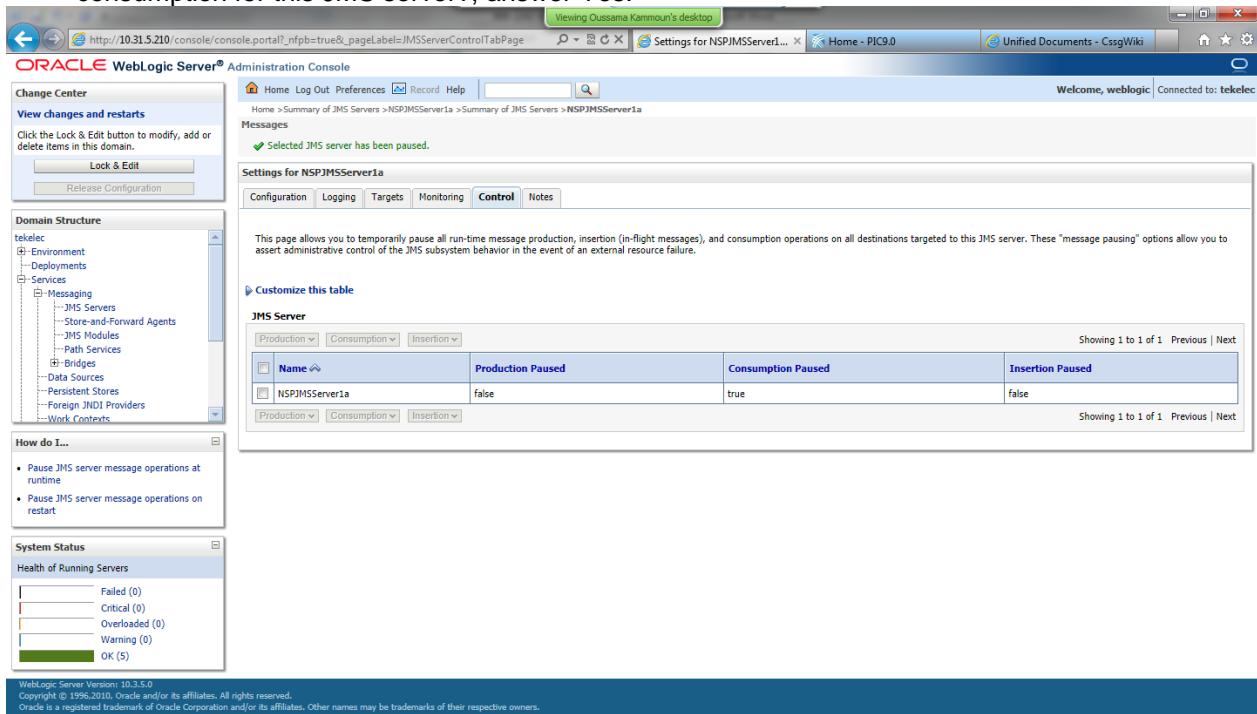 consumption for this JMS server?, answer Yes.
Viewing Oussama Kammoun's desktop
http://10.31.5.210/console/console.portal?_nfpb=true&_pageLabel=JMSServerControlTabPage
Settings for NSPJMSServer1...
Home - PIC9.0
Unified Documents - CssgWiki
ORACLE WebLogic Server® Administration Console
Change Center
View changes and restarts
Click the Lock & Edit button to modify, add or
delete items in this domain.
Lock & Edit
Release Configuration
Domain Structure
tekelec
Environment
Deployments
Services
Messaging
JMS Servers
Store-and-Forward Agents
JMS Modules
Path Services
Bridges
Data Sources
Persistent Stores
Foreign JNDI Providers
Work Contexts
How do I...
Pause JMS server message operations at
runtime
Pause JMS server message operations on
restart
System Status
Health of Running Servers
Failed (0)
Critical (0)
Overloaded (0)
Warning (0)
OK (5)
Home Log Out Preferences Record Help
Welcome, weblogic Connected to: tekelec
Home >Summary of JMS Servers >NSPJMSServer1a >Summary of JMS Servers >NSPJMSServer1a
Messages
Selected JMS server has been paused.
Settings for NSPJMSServer1a
Configuration Logging Targets Monitoring Control Notes
This page allows you to temporarily pause all run-time message production, insertion (in-flight messages), and consumption operations on all destinations targeted to this JMS server. These "message pausing" options allow you to
assert administrative control of the JMS subsystem behavior in the event of an external resource failure.
Customize this table
JMS Server
Production Consumption Insertion Showing 1 to 1 of 1 Previous | Next
Name Production Paused Consumption Paused Insertion Paused
NSPJMSServer1a false true false
Production Consumption Insertion Showing 1 to 1 of 1 Previous | Next
WebLogic Server Version: 10.3.5.0
Copyright © 1996,2010, Oracle and/or its affiliates. All rights reserved.
Oracle is a registered trademark of Oracle Corporation and/or its affiliates. Other names may be trademarks of their respective owners.